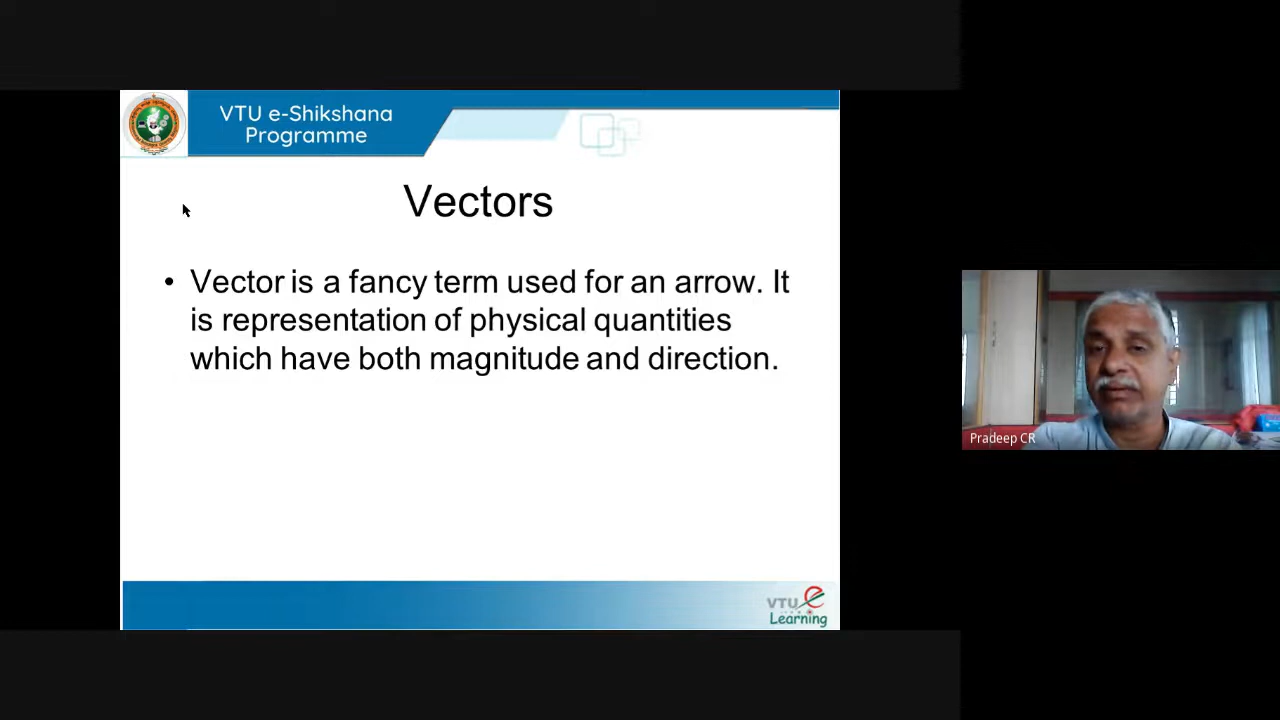 VTU e-Shikshana
Programme
Vectors
• Vector is a fancy term used for an arrow. It
is representation of physical quantities
which have both magnitude and direction.
Pradeep CR
VTU e
Learning